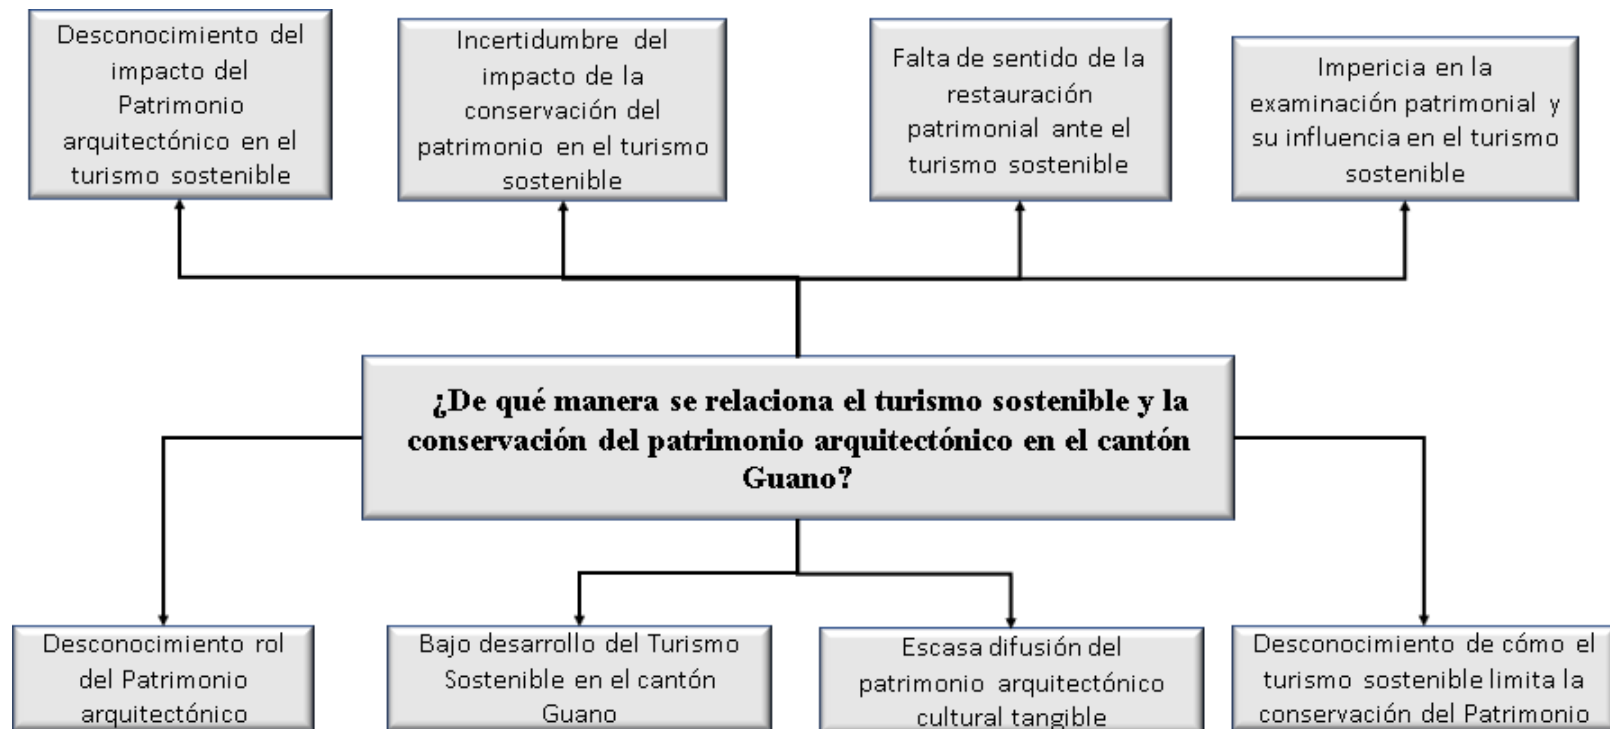 Desconocimiento del
impacto del
Patrimonio
arquitectónico en el
turismo sostenible
Incertidumbre del
impacto de la
conservación del
patrimonio en el turismo
sostenible
Falta de sentido de la
restauración
patrimonial ante el
turismo sostenible
Impericia en la
examinación patrimonial y
su influencia en el turismo
sostenible
¿De qué manera se relaciona el turismo sostenible y la
conservación del patrimonio arquitectónico en el cantón
Guano?
Desconocimiento rol
del Patrimonio
arquitectónico
Bajo desarrollo del Turismo
Sostenible en el cantón
Guano
Escasa difusión del
patrimonio arquitectónico
cultural tangible
Desconocimiento de cómo el
turismo sostenible limita la
conservación del Patrimonio